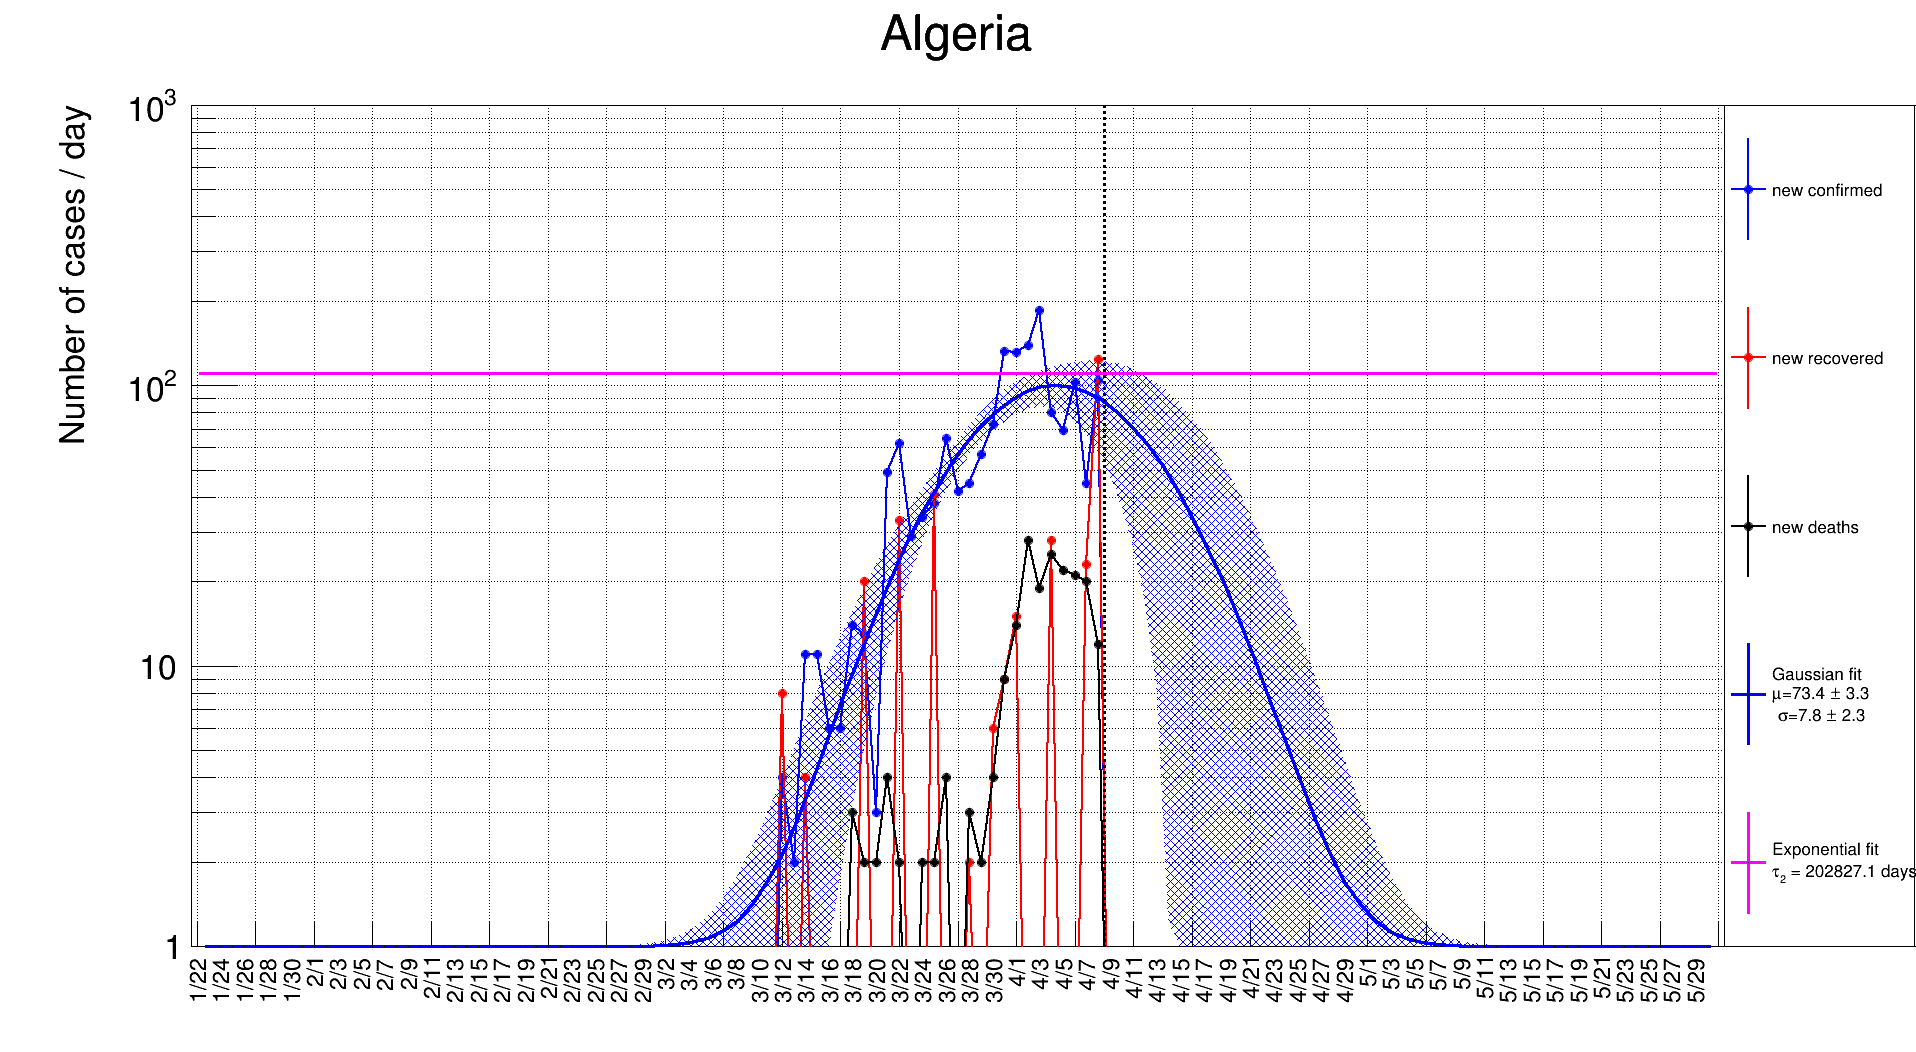 Algeria
Number of cases / day
10³
10²
10
1
1/22 1/24 1/26 1/28 1/30 2/1 2/3 2/5 2/7 2/9 2/11 2/13 2/15 2/17 2/19 2/21 2/23 2/25 2/27 2/29 3/2 3/4 3/6 3/8 3/10 3/12 3/14 3/16 3/18 3/20 3/22 3/24 3/26 3/28 3/30 4/1 4/3 4/5 4/7 4/9 4/11 4/13 4/15 4/17 4/19 4/21 4/23 4/25 4/27 4/29 5/1 5/3 5/5 5/7 5/9 5/11 5/13 5/15 5/17 5/19 5/21 5/23 5/25 5/27 5/29
new confirmed
new recovered
new deaths
Gaussian fit
μ=73.4 ± 3.3
σ=7.8 ± 2.3
Exponential fit
τ₂ = 202827.1 days